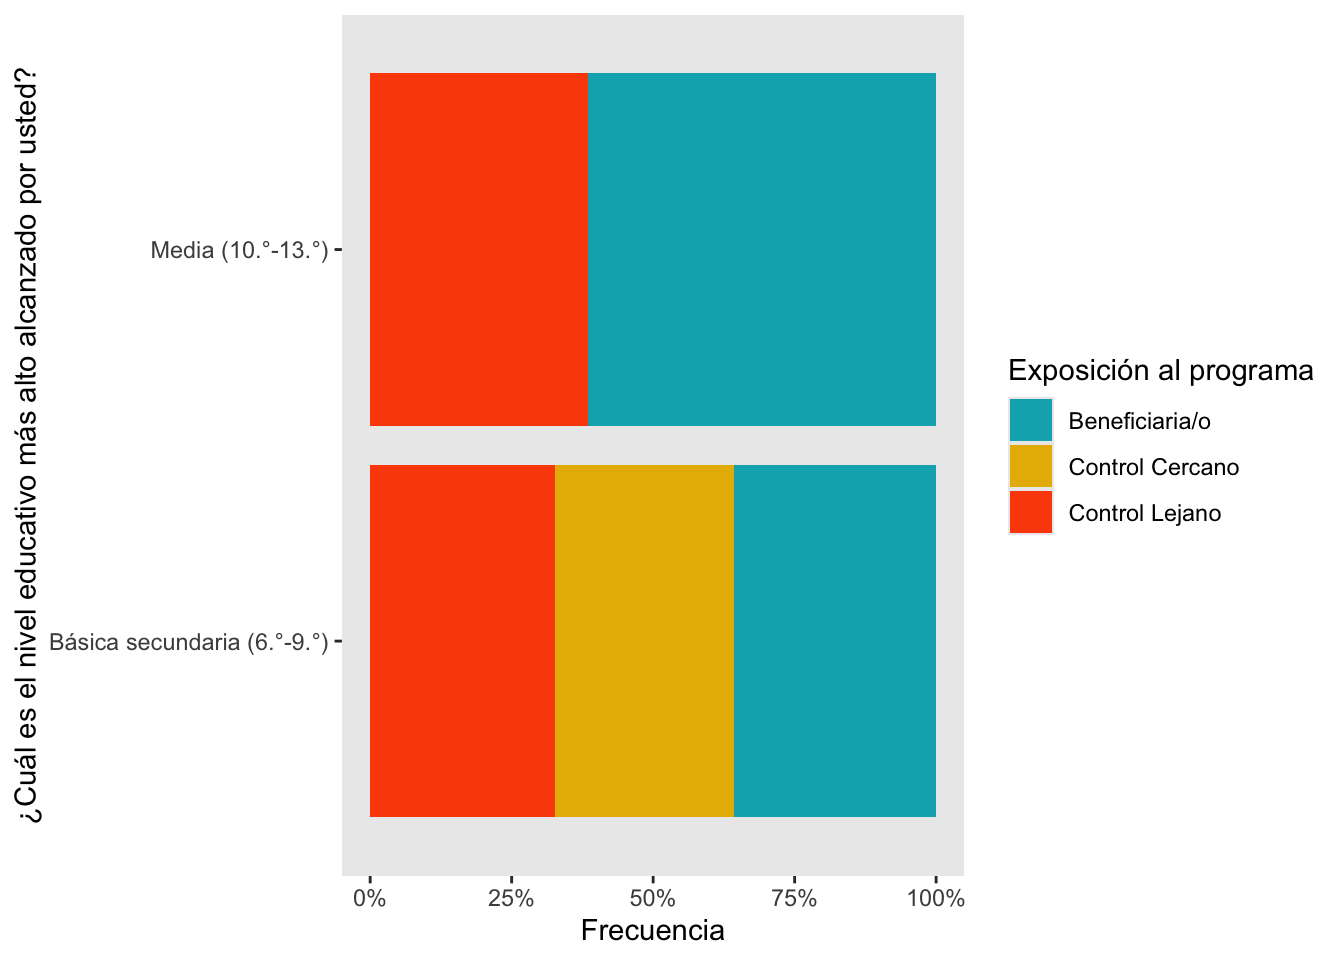 ¿Cuál es el nivel educativo más alto alcanzado por usted?
Media (10.°-13.°)
Básica secundaria (6.°-9.°)
0%
25%
50%
75%
100%
Frecuencia
Exposición al programa
Beneficiaria/o
Control Cercano
Control Lejano